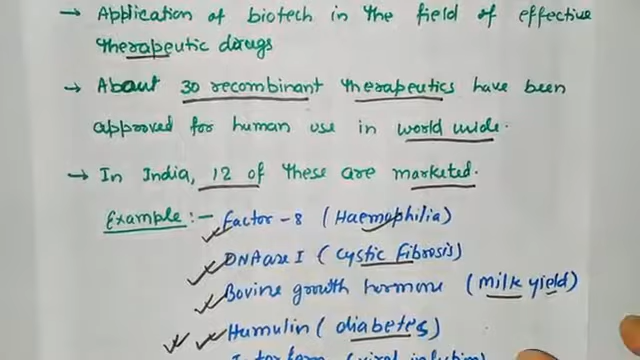 → Application of biotech in the field of effective
therapeutic drugs
→ About 30 recombinant therapeutics have been
approved for human use in world wide.
→ In India, 12 of these are marketed.
Example :- Factor-8 (Haemophilia)
DNAase I (Cystic Fibrosis)
Bovine growth hormone (milk yield)
Humulin (diabetes)